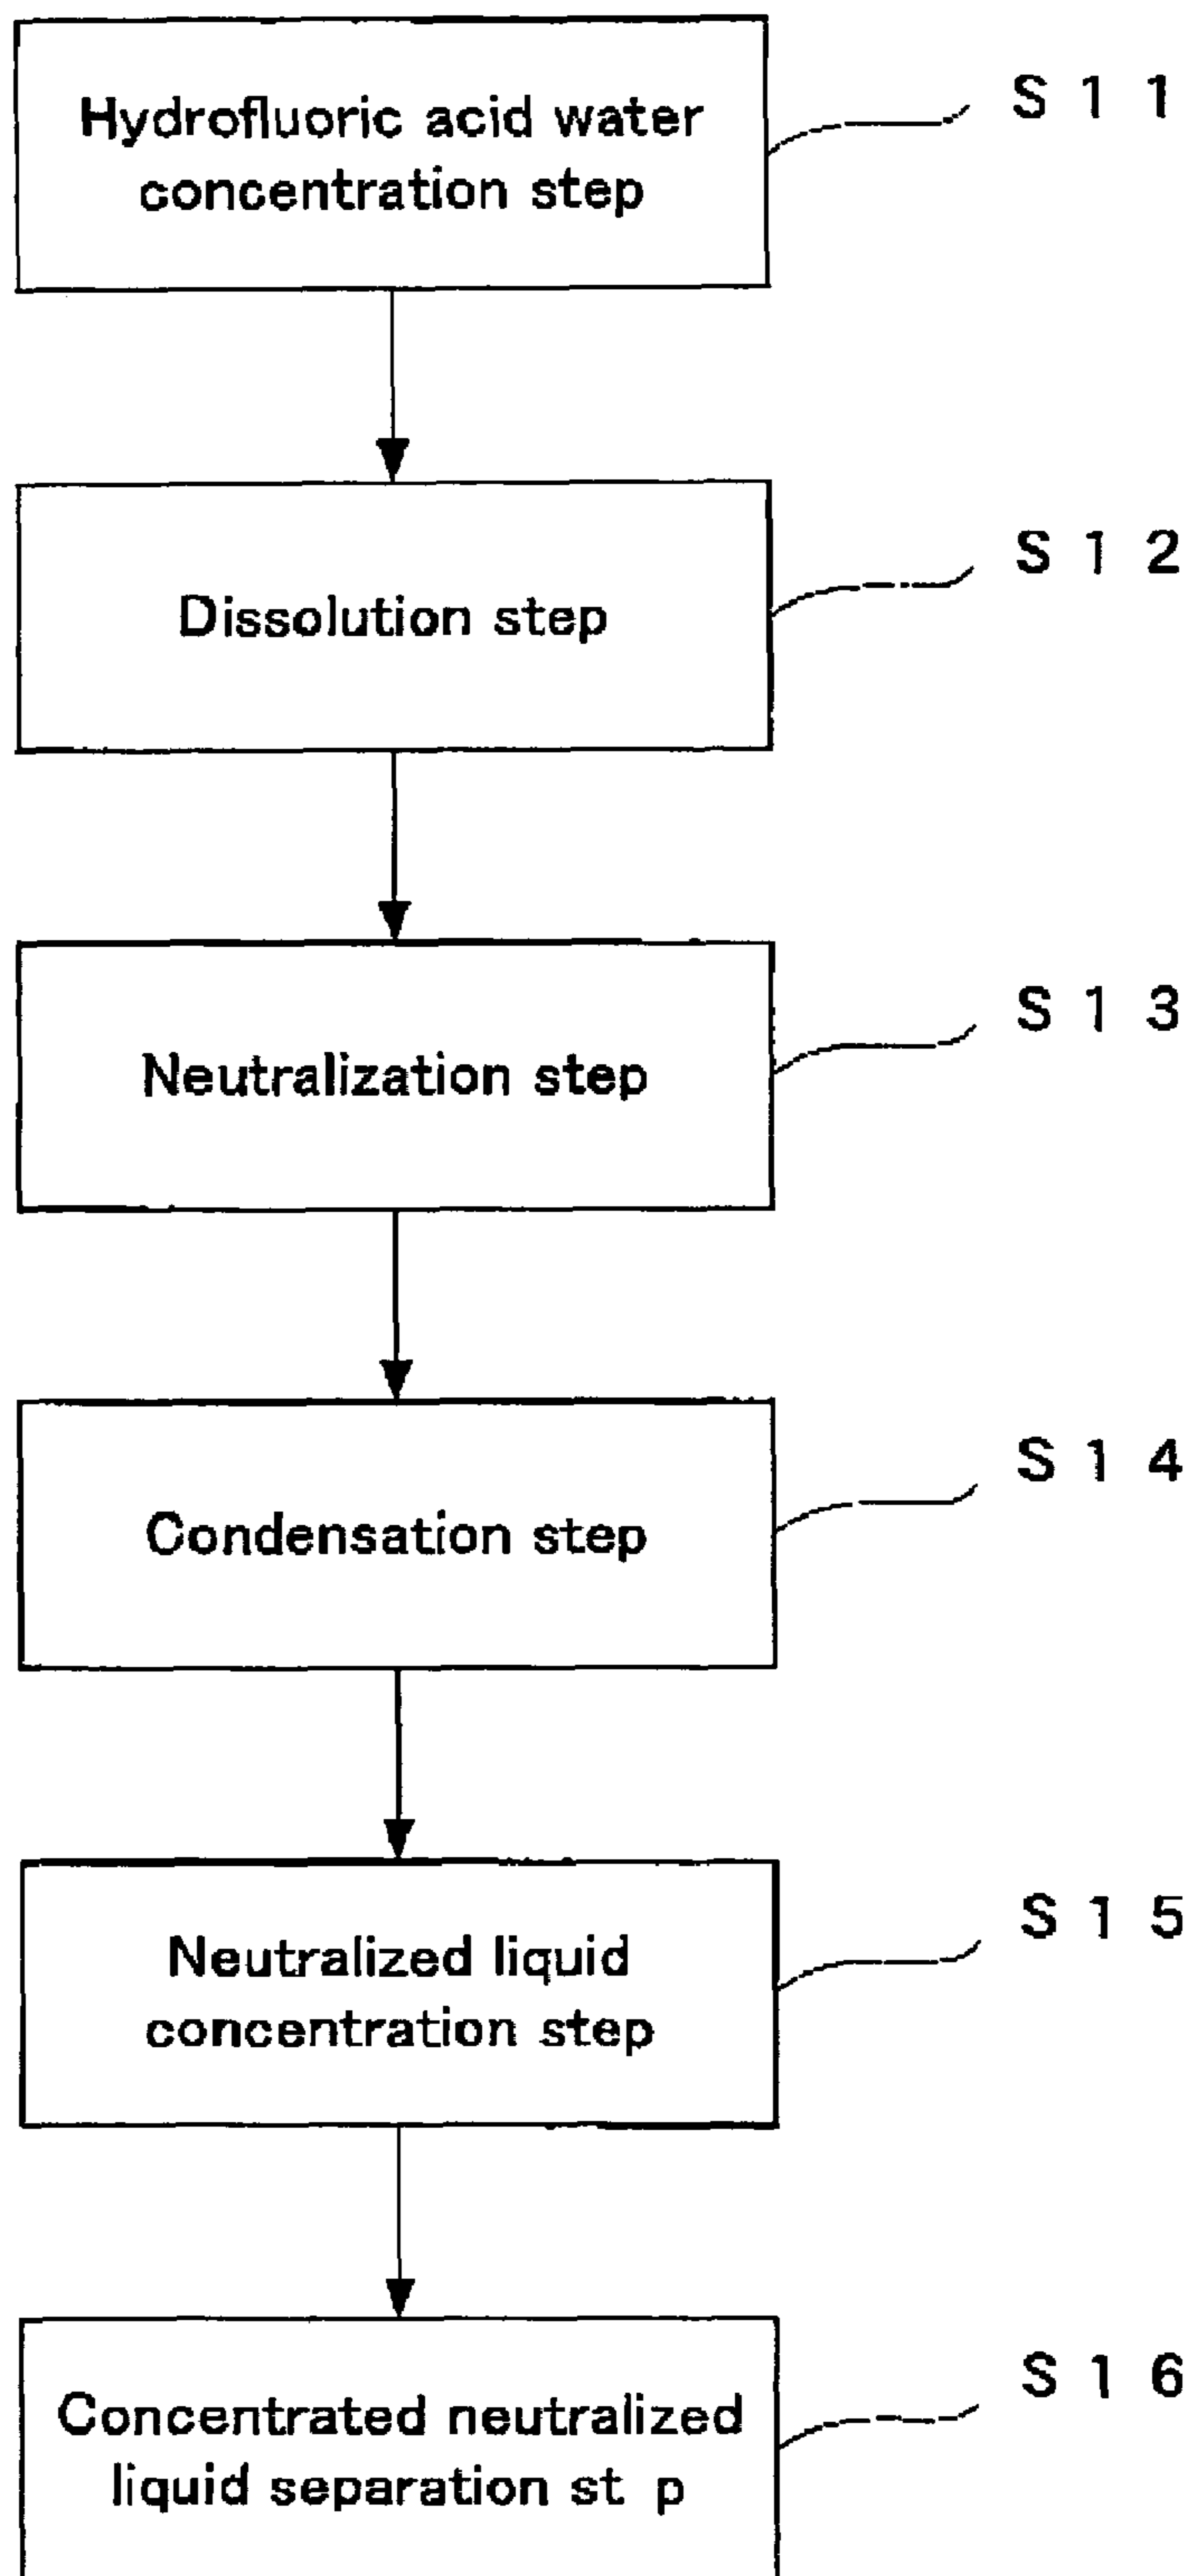 Hydrofluoric acid water
concentration step
S 1 1
Dissolution step
S 1 2
Neutralization step
S 1 3
Condensation step
S 1 4
Neutralized liquid
concentration step
S 1 5
Concentrated neutralized
liquid separation st p
S 1 6